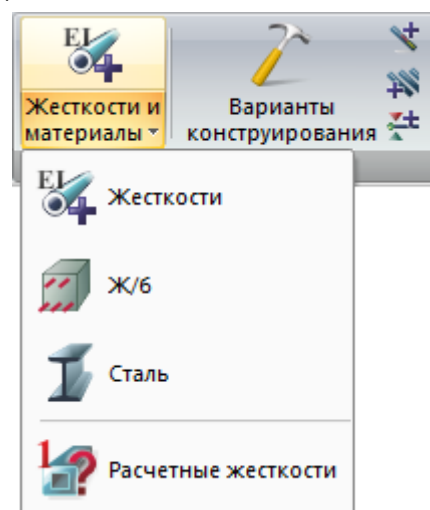 EI
Жесткости и
материалы
Варианты
конструирования
EI
Жесткости
Ж/б
Сталь
1
?
Расчетные жесткости